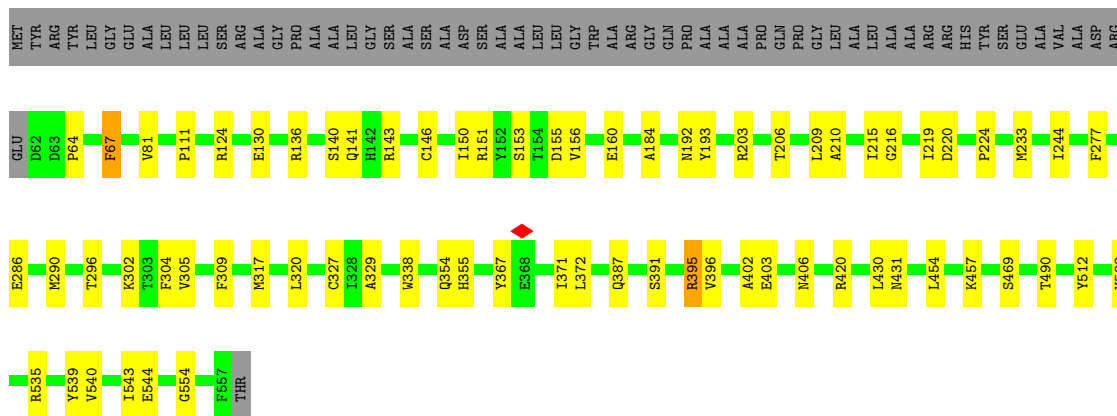 MET TYR ARG TYR LEU GLY GLU ALA LEU LEU LEU SER ARG ALA GLY PRO ALA ALA LEU GLY SER ALA SER ALA ASP SER ALA ALA LEU LEU GLY TRP ALA ARG GLY GLN PRO ALA ALA ALA PRO GLN PRO GLY LEU ALA LEU ALA ALA ARG ARG HIS TYR SER GLU ALA VAL ALA ASP ARG
GLU D62 D63 P64 F67 V81 P111 R124 E130 R136 S140 Q141 H142 R143 C146 I150 R151 Y152 S153 T154 D155 V156 E160 A184 N192 Y193 R203 T206 L209 A210 I215 G216 I219 D220 P224 M233 I244 F277
E286 M290 T296 K302 T303 F304 V305 F309 M317 L320 C327 I328 A329 W338 Q354 H355 Y367 E368 I371 L372 Q387 S391 R395 V396 A402 E403 N406 R420 L430 N431 L454 K457 S469 T490 Y512
R535 Y539 V540 I543 E544 G554 F557 THR